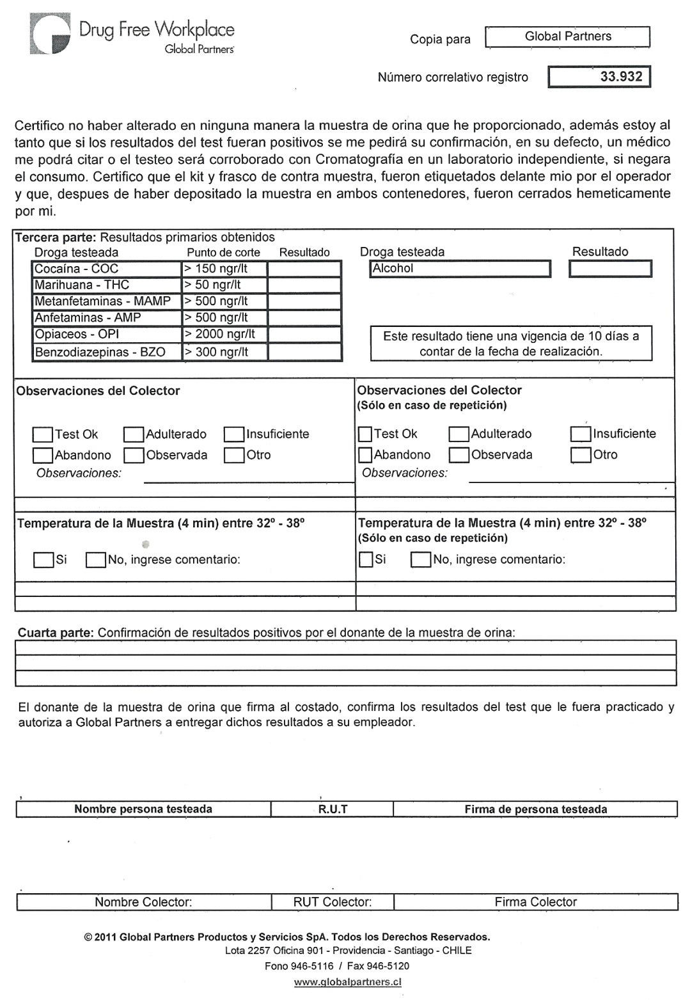 Drug Free Workplace
Global Partners
Copia para
Global Partners
Número correlativo registro
33.932
Certifico no haber alterado en ninguna manera la muestra de orina que he proporcionado, además estoy al
tanto que si los resultados del test fueran positivos se me pedirá su confirmación, en su defecto, un médico
me podrá citar o el testeo será corroborado con Cromatografía en un laboratorio independiente, si negara
el consumo. Certifico que el kit y frasco de contra muestra, fueron etiquetados delante mio por el operador
y que, despues de haber depositado la muestra en ambos contenedores, fueron cerrados hemeticamente
por mi.
Tercera parte: Resultados primarios obtenidos
Droga testeada Punto de corte Resultado
Cocaína - COC > 150 ngr/lt
Marihuana - THC > 50 ngr/lt
Metanfetaminas - MAMP > 500 ngr/lt
Anfetaminas - AMP > 500 ngr/lt
Opiaceos - OPI > 2000 ngr/lt
Benzodiazepinas - BZO > 300 ngr/lt
Droga testeada Resultado
Alcohol
Este resultado tiene una vigencia de 10 días a
contar de la fecha de realización.
Observaciones del Colector
Test Ok Adulterado Insuficiente
Abandono Observada Otro
Observaciones:
Observaciones del Colector
(Sólo en caso de repetición)
Test Ok Adulterado Insuficiente
Abandono Observada Otro
Observaciones:
Temperatura de la Muestra (4 min) entre 32º - 38º
Si No, ingrese comentario:
Temperatura de la Muestra (4 min) entre 32º - 38º
(Sólo en caso de repetición)
Si No, ingrese comentario:
Cuarta parte: Confirmación de resultados positivos por el donante de la muestra de orina:
El donante de la muestra de orina que firma al costado, confirma los resultados del test que le fuera practicado y
autoriza a Global Partners a entregar dichos resultados a su empleador.
Nombre persona testeada R.U.T Firma de persona testeada
Nombre Colector: RUT Colector: Firma Colector
© 2011 Global Partners Productos y Servicios SpA. Todos los Derechos Reservados.
Lota 2257 Oficina 901 - Providencia - Santiago - CHILE
Fono 946-5116 / Fax 946-5120
www.globalpartners.cl